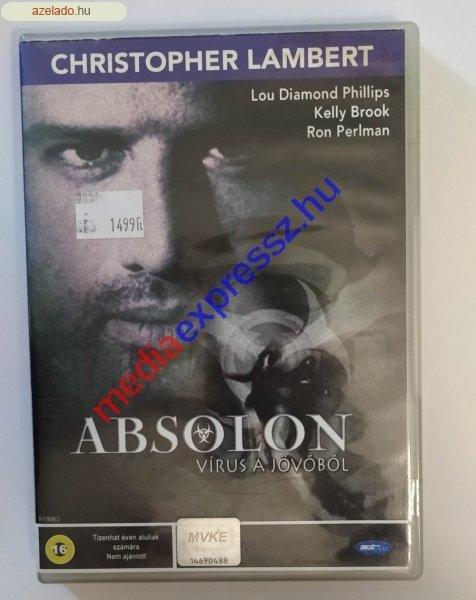 azelado.hu
CHRISTOPHER LAMBERT
Lou Diamond Phillips
Kelly Brook
Ron Perlman
1499Ft
mediaexpressz.hu
ABSOLON
VÍRUS A JÖVŐBŐL
16
Tizenhat éven aluliak
számára
Nem ajánlott
MVKE
14690488